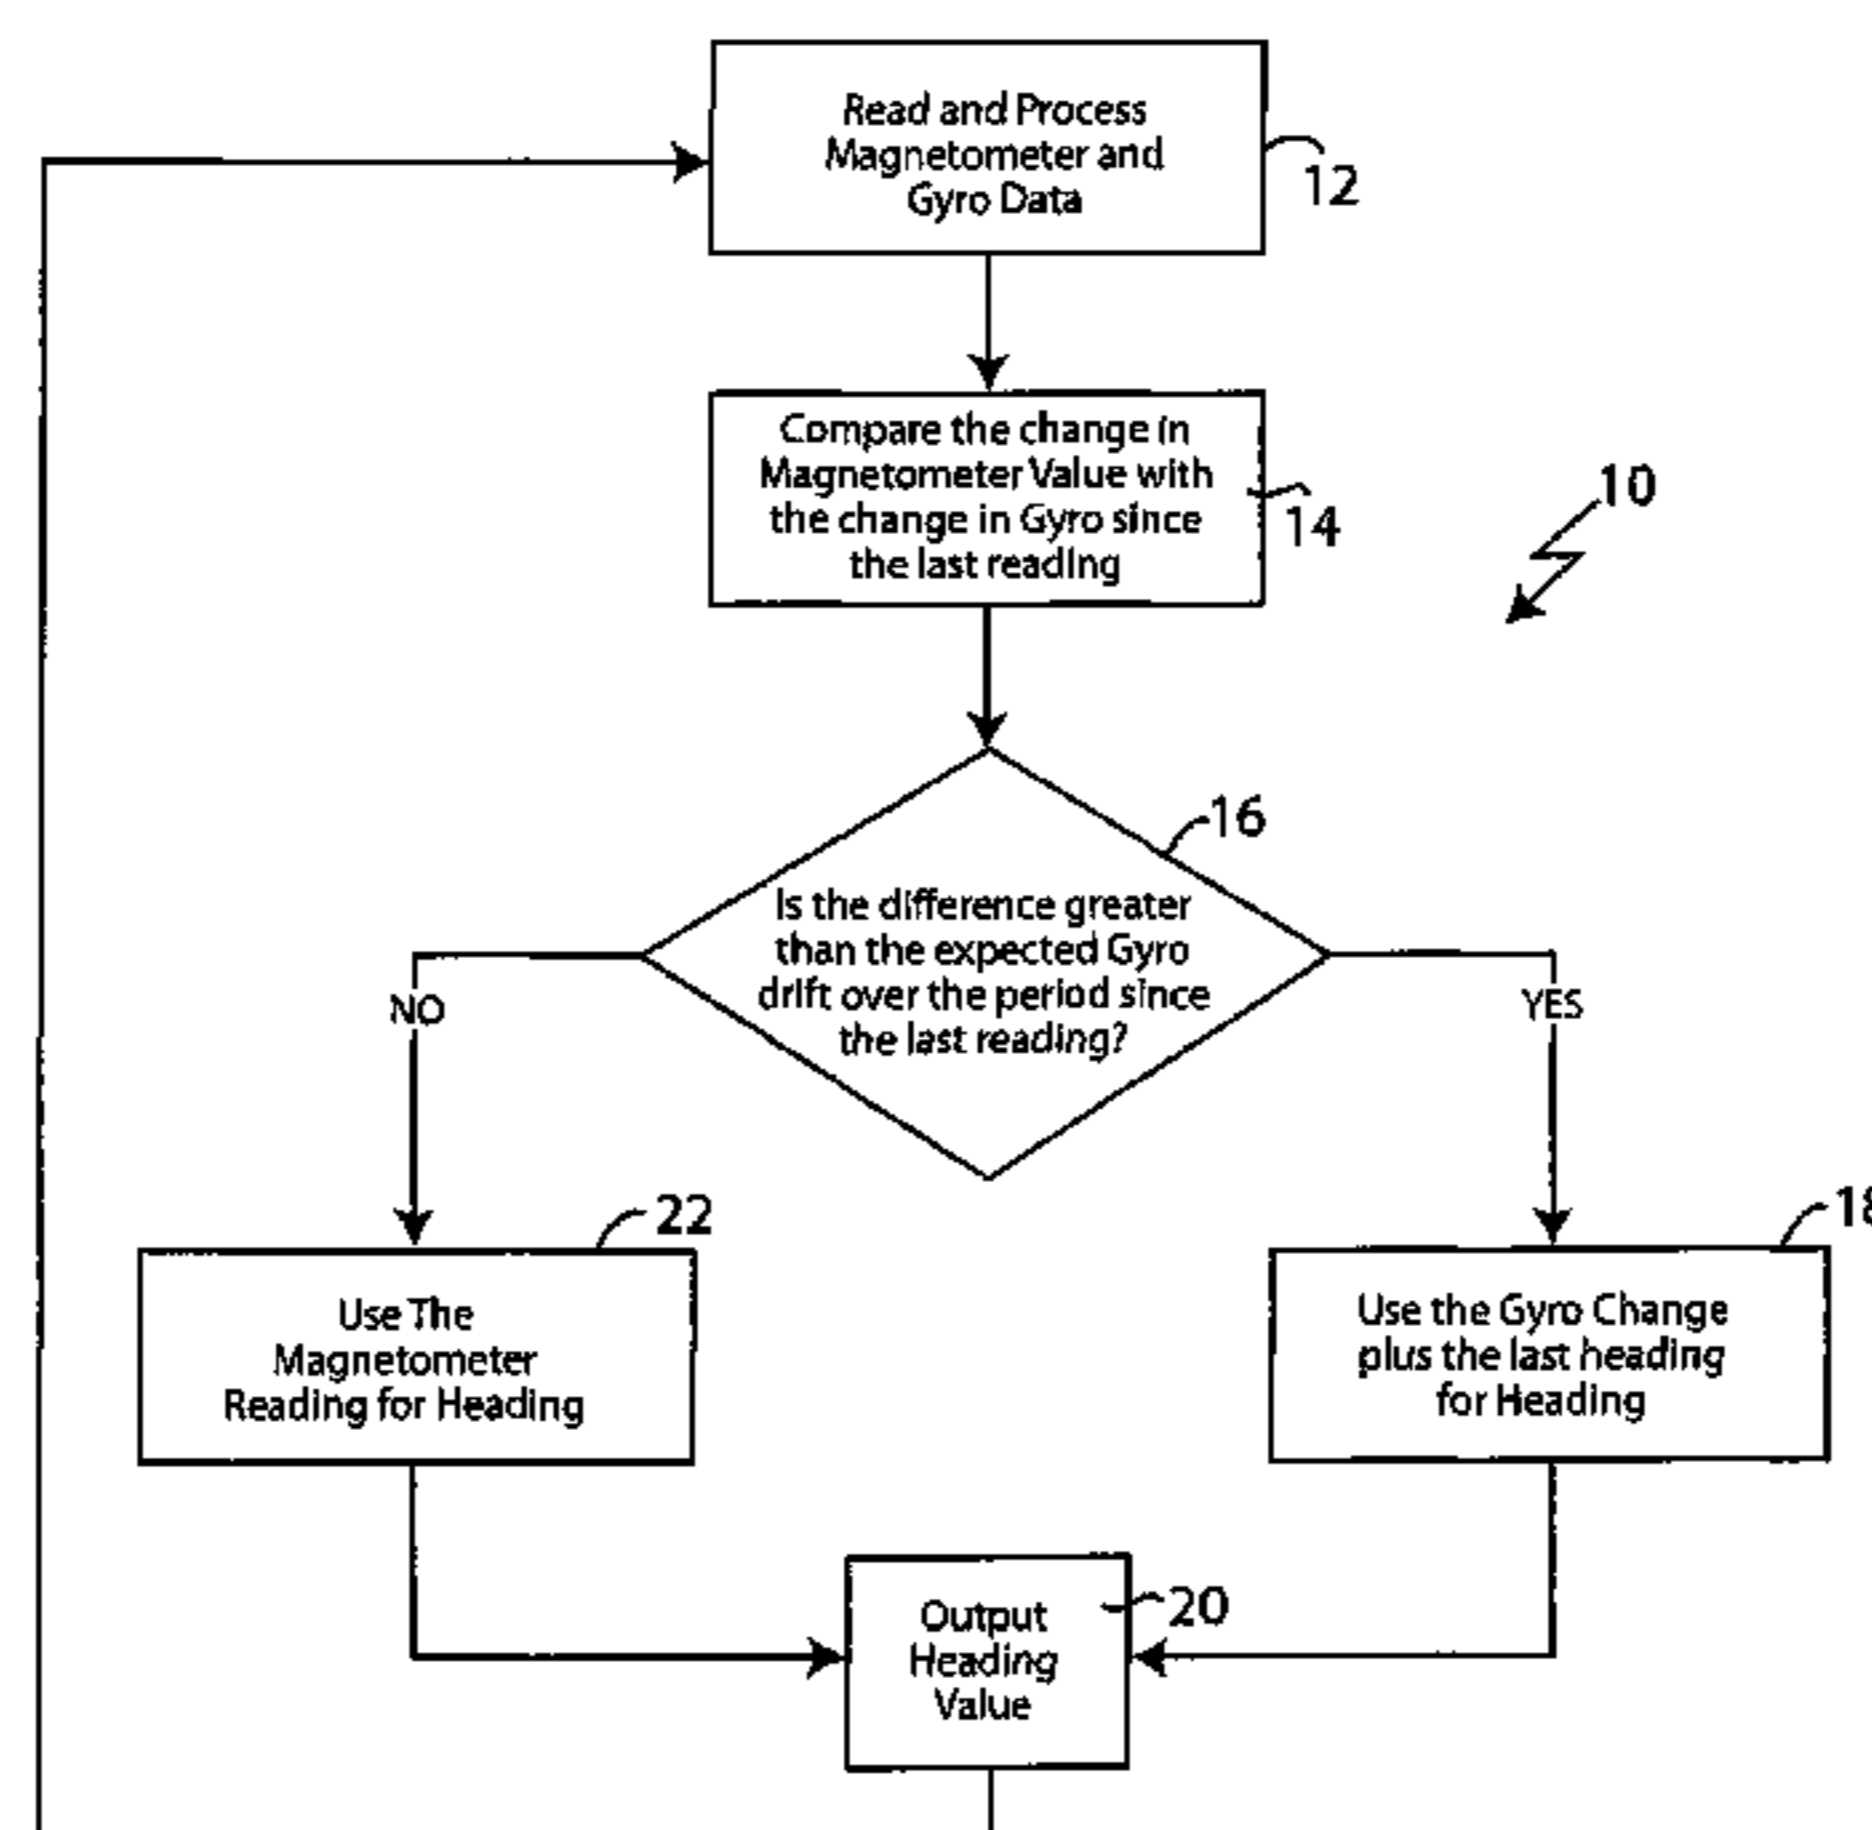 Read and Process
Magnetometer and
Gyro Data
12
Compare the change in
Magnetometer Value with
the change in Gyro since
the last reading
14
10
16
Is the difference greater
than the expected Gyro
drift over the period since
the last reading?
NO
YES
22
18
Use The
Magnetometer
Reading for Heading
Use the Gyro Change
plus the last heading
for Heading
Output
Heading
Value
20